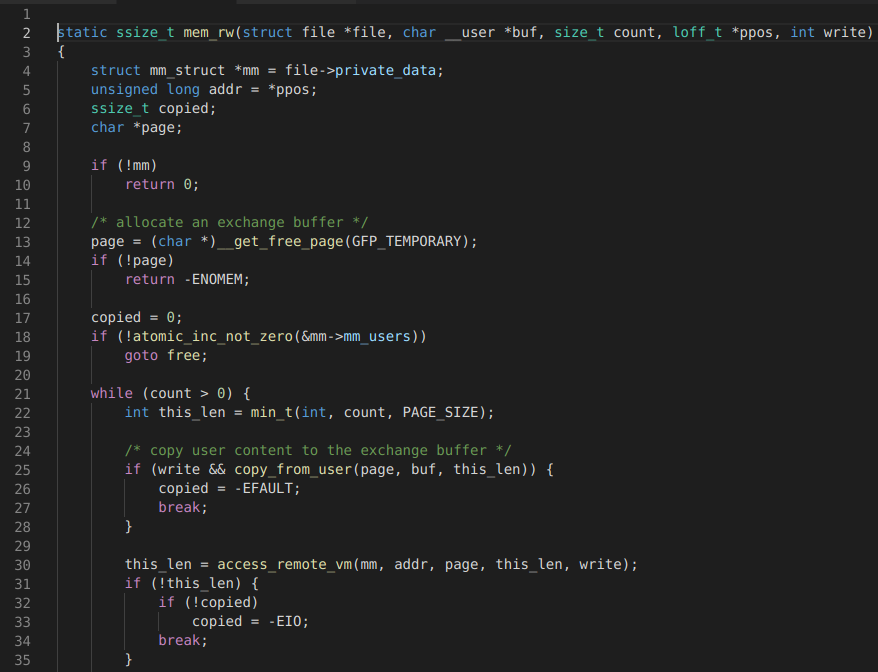 1
2 static ssize_t mem_rw(struct file *file, char __user *buf, size_t count, loff_t *ppos, int write)
3 {
4     struct mm_struct *mm = file->private_data;
5     unsigned long addr = *ppos;
6     ssize_t copied;
7     char *page;
8
9     if (!mm)
10         return 0;
11
12     /* allocate an exchange buffer */
13     page = (char *)__get_free_page(GFP_TEMPORARY);
14     if (!page)
15         return -ENOMEM;
16
17     copied = 0;
18     if (!atomic_inc_not_zero(&mm->mm_users))
19         goto free;
20
21     while (count > 0) {
22         int this_len = min_t(int, count, PAGE_SIZE);
23
24         /* copy user content to the exchange buffer */
25         if (write && copy_from_user(page, buf, this_len)) {
26             copied = -EFAULT;
27             break;
28         }
29
30         this_len = access_remote_vm(mm, addr, page, this_len, write);
31         if (!this_len) {
32             if (!copied)
33                 copied = -EIO;
34             break;
35         }